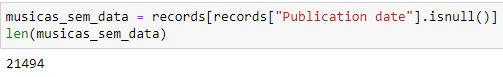 musicas_sem_data = records[records["Publication date"].isnull()]
len(musicas_sem_data)
21494